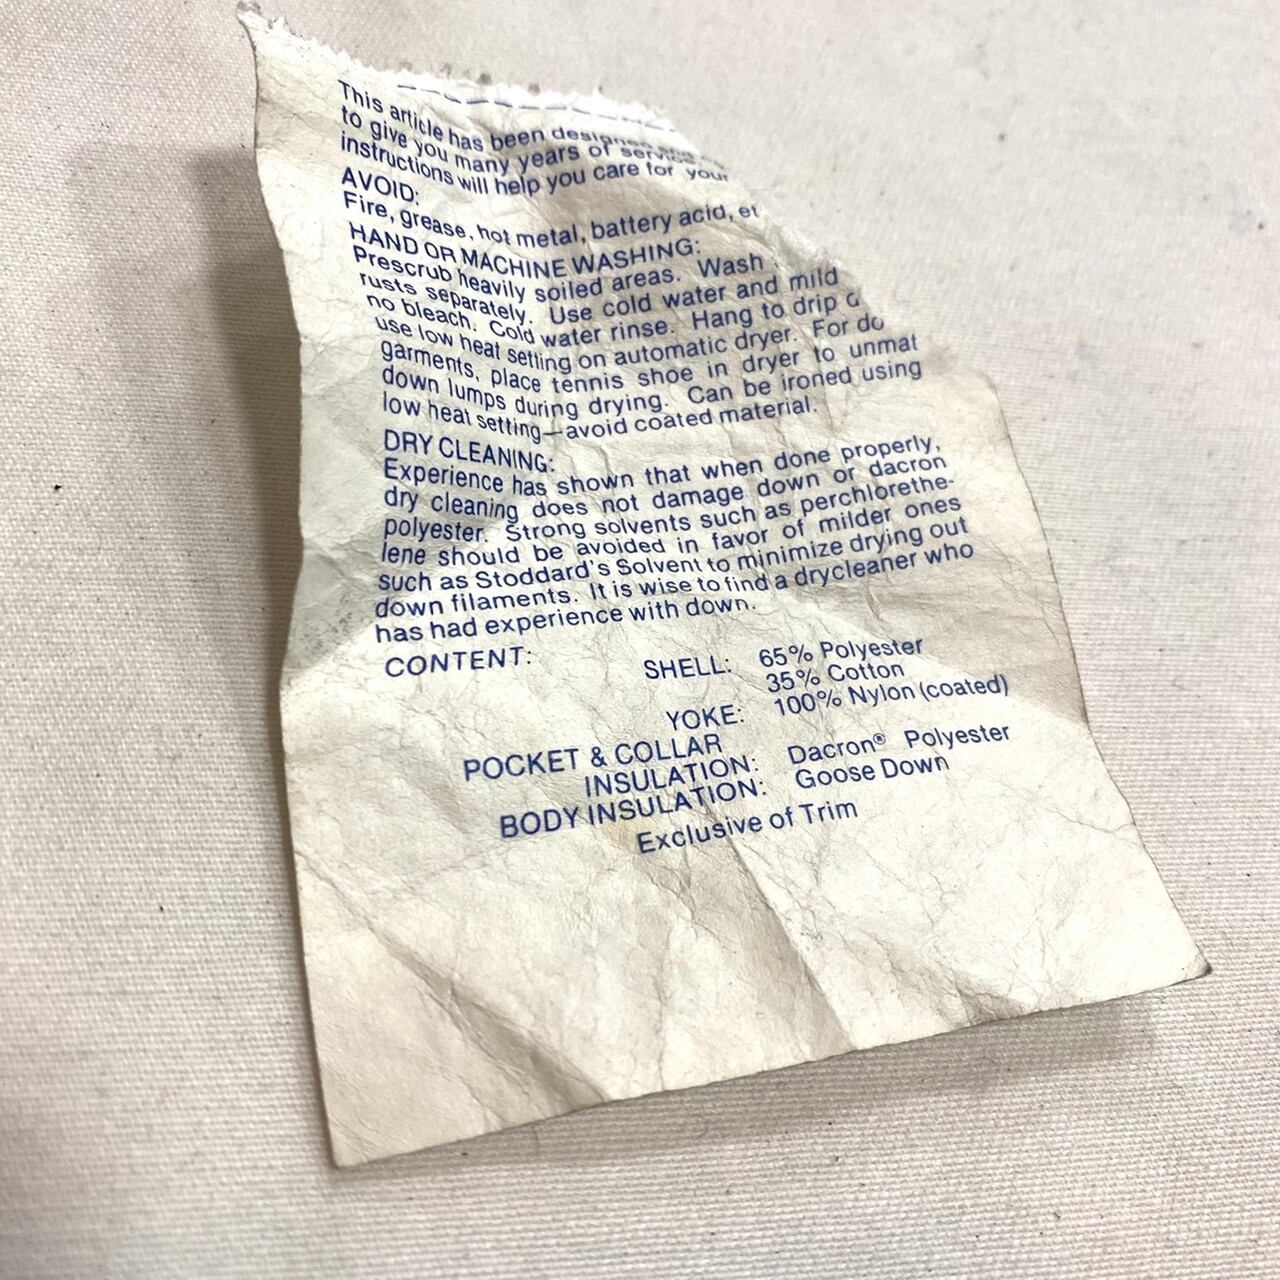 This article has been designed and
to give you many years of service
instructions will help you care for your
AVOID:
Fire, grease, hot metal, battery acid, et
HAND OR MACHINE WASHING:
Prescrub heavily soiled areas. Wash
rusts separately. Use cold water and mild
no bleach. Cold water rinse. Hang to drip
use low heat setting on automatic dryer. For do
garments, place tennis shoe in dryer to unmat
down lumps during drying. Can be ironed using
low heat setting—avoid coated material.
DRY CLEANING:
Experience has shown that when done properly,
dry cleaning does not damage down or dacron
polyester. Strong solvents such as perchlorethe-
lene should be avoided in favor of milder ones
such as Stoddard's Solvent to minimize drying out
down filaments. It is wise to find a drycleaner who
has had experience with down.
CONTENT: SHELL: 65% Polyester
35% Cotton
YOKE: 100% Nylon (coated)
POCKET & COLLAR
INSULATION: Dacron® Polyester
BODY INSULATION: Goose Down
Exclusive of Trim